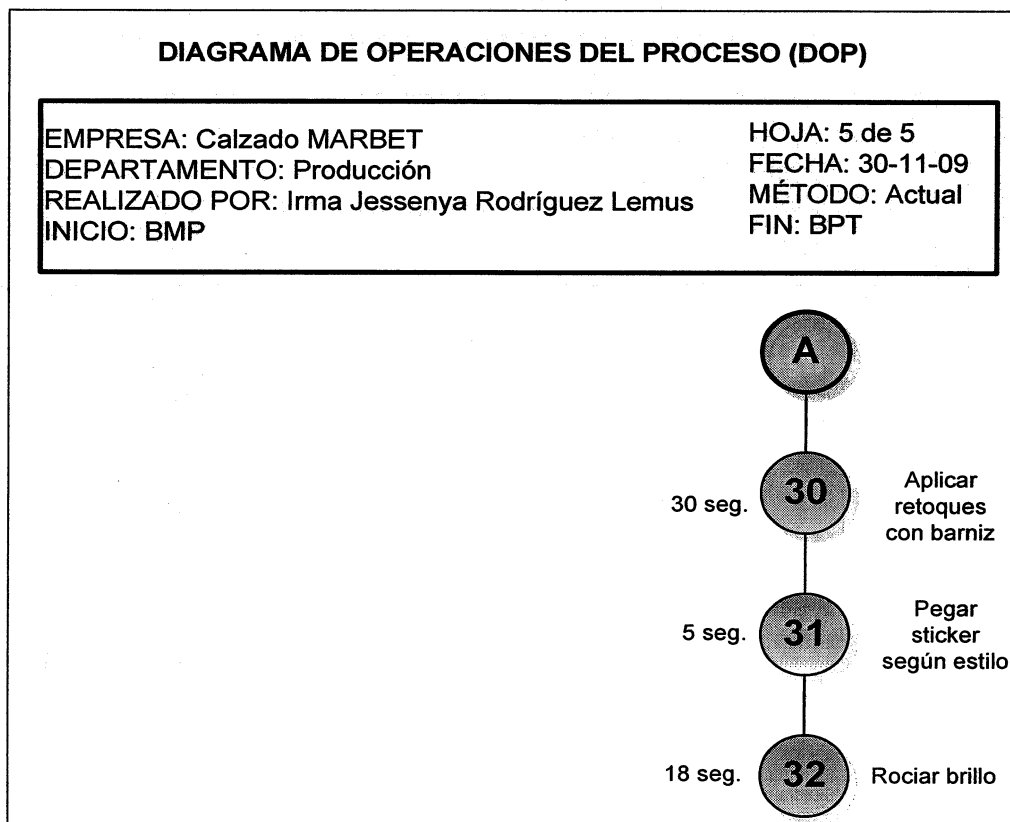 DIAGRAMA DE OPERACIONES DEL PROCESO (DOP)
EMPRESA: Calzado MARBET
DEPARTAMENTO: Producción
REALIZADO POR: Irma Jessenya Rodríguez Lemus
INICIO: BMP
HOJA: 5 de 5
FECHA: 30-11-09
MÉTODO: Actual
FIN: BPT
A
30 seg.
30
Aplicar
retoques
con barniz
5 seg.
31
Pegar
sticker
según estilo
18 seg.
32
Rociar brillo